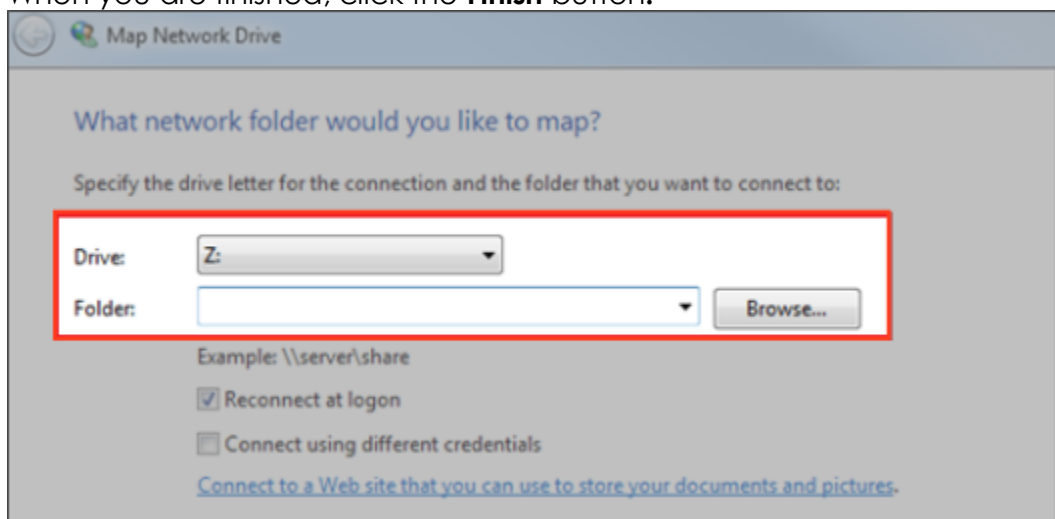 When you are finished, click the Finish button.
Map Network Drive
What network folder would you like to map?
Specify the drive letter for the connection and the folder that you want to connect to:
Drive: Z:
Folder: Browse...
Example: \\server\share
Reconnect at logon
Connect using different credentials
Connect to a Web site that you can use to store your documents and pictures.